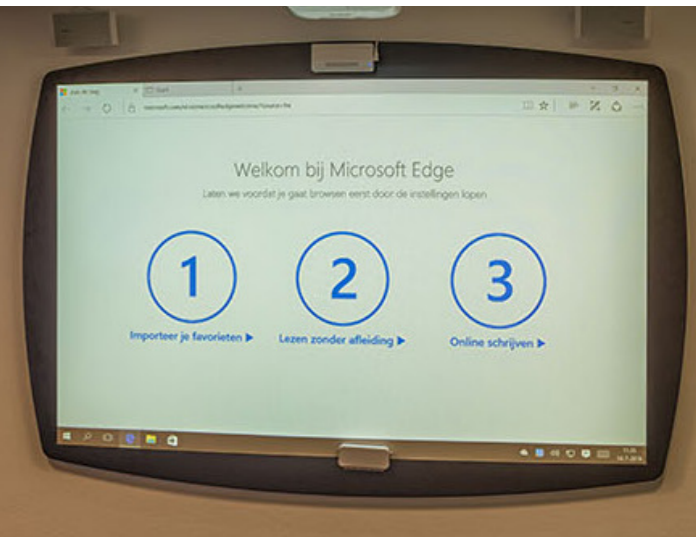 Start
Welkom bij Microsoft Edge
Laten we voordat je gaat browsen eerst door de instellingen lopen
1
2
3
Importeer je favorieten
Lezen zonder afleiding
Online schrijven